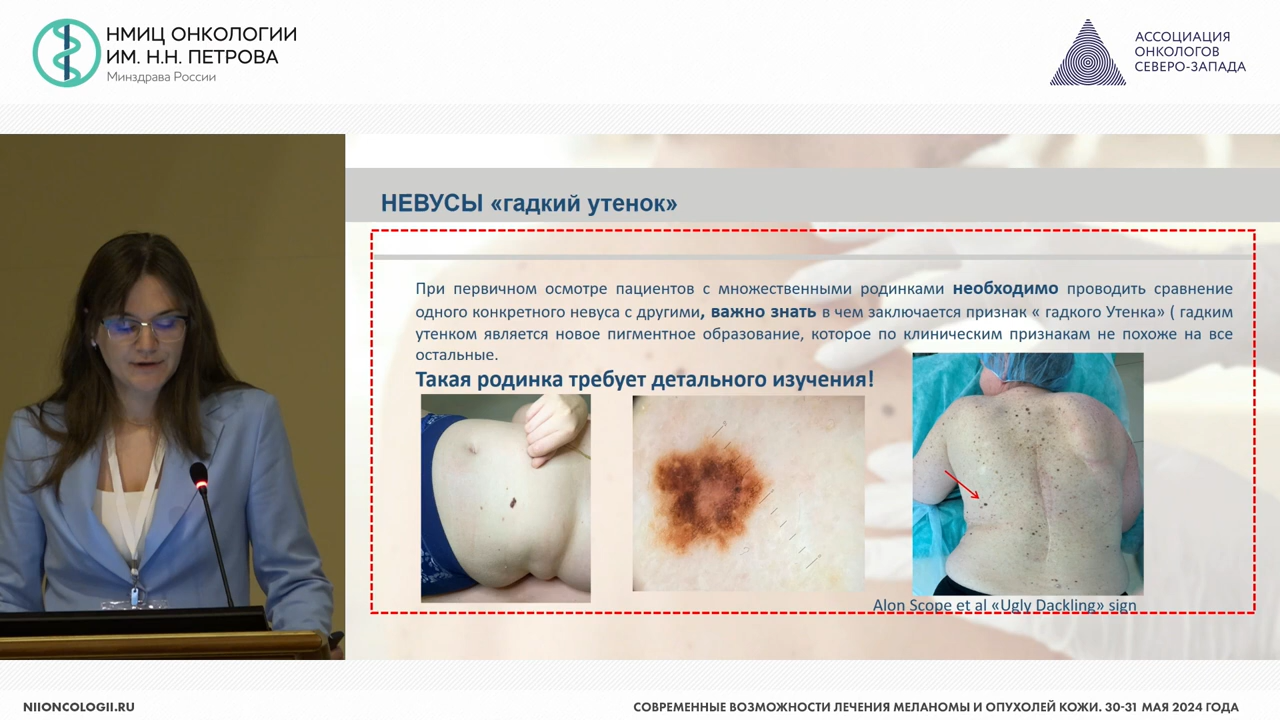 НМИЦ ОНКОЛОГИИ
ИМ. Н.Н. ПЕТРОВА
Минздрава России
АССОЦИАЦИЯ
ОНКОЛОГОВ
СЕВЕРО-ЗАПАДА
НЕВУСЫ «гадкий утенок»
При первичном осмотре пациентов с множественными родинками необходимо проводить сравнение
одного конкретного невуса с другими, важно знать в чем заключается признак « гадкого Утенка» ( гадким
утенком является новое пигментное образование, которое по клиническим признакам не похоже на все
остальные.
Такая родинка требует детального изучения!
Alon Scope et al «Ugly Dackling» sign
NIIONCOLOGII.RU
СОВРЕМЕННЫЕ ВОЗМОЖНОСТИ ЛЕЧЕНИЯ МЕЛАНОМЫ И ОПУХОЛЕЙ КОЖИ. 30-31 МАЯ 2024 ГОДА